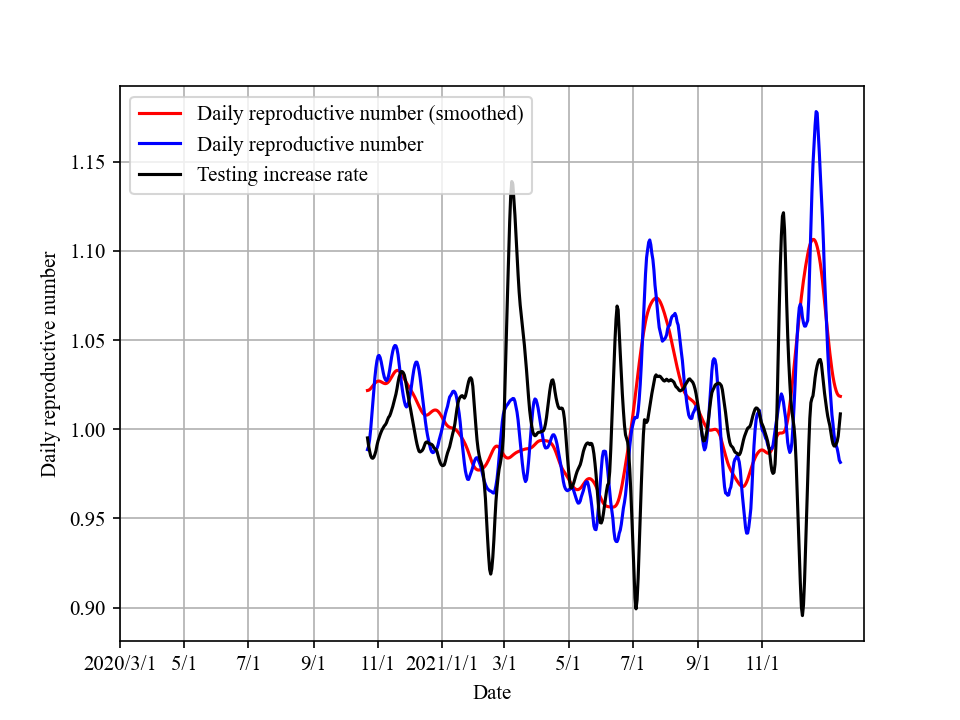 Daily reproductive number (smoothed)
Daily reproductive number
Testing increase rate
Daily reproductive number
1.15
1.10
1.05
1.00
0.95
0.90
2020/3/1 5/1 7/1 9/1 11/1 2021/1/1 3/1 5/1 7/1 9/1 11/1
Date